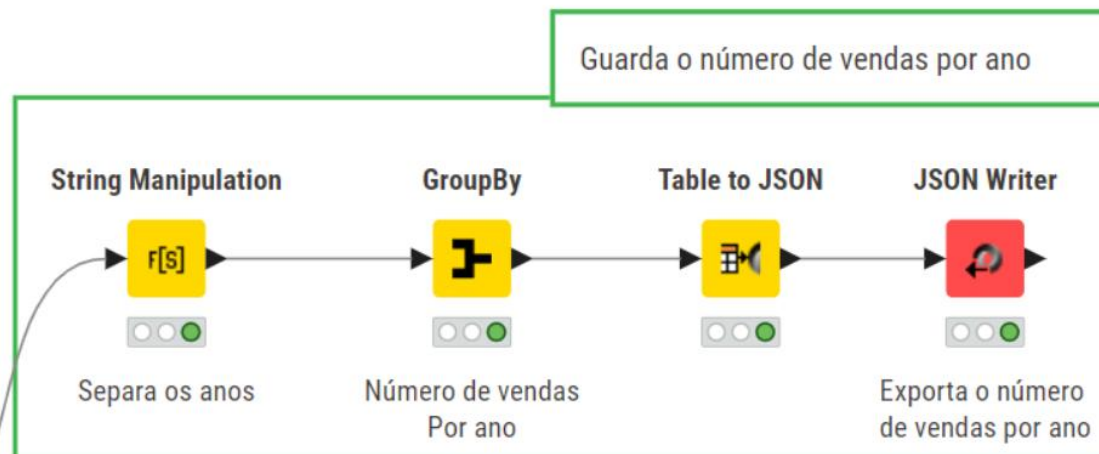 Guarda o número de vendas por ano
String Manipulation
GroupBy
Table to JSON
JSON Writer
F[S]
Separa os anos
Número de vendas
Por ano
Exporta o número
de vendas por ano